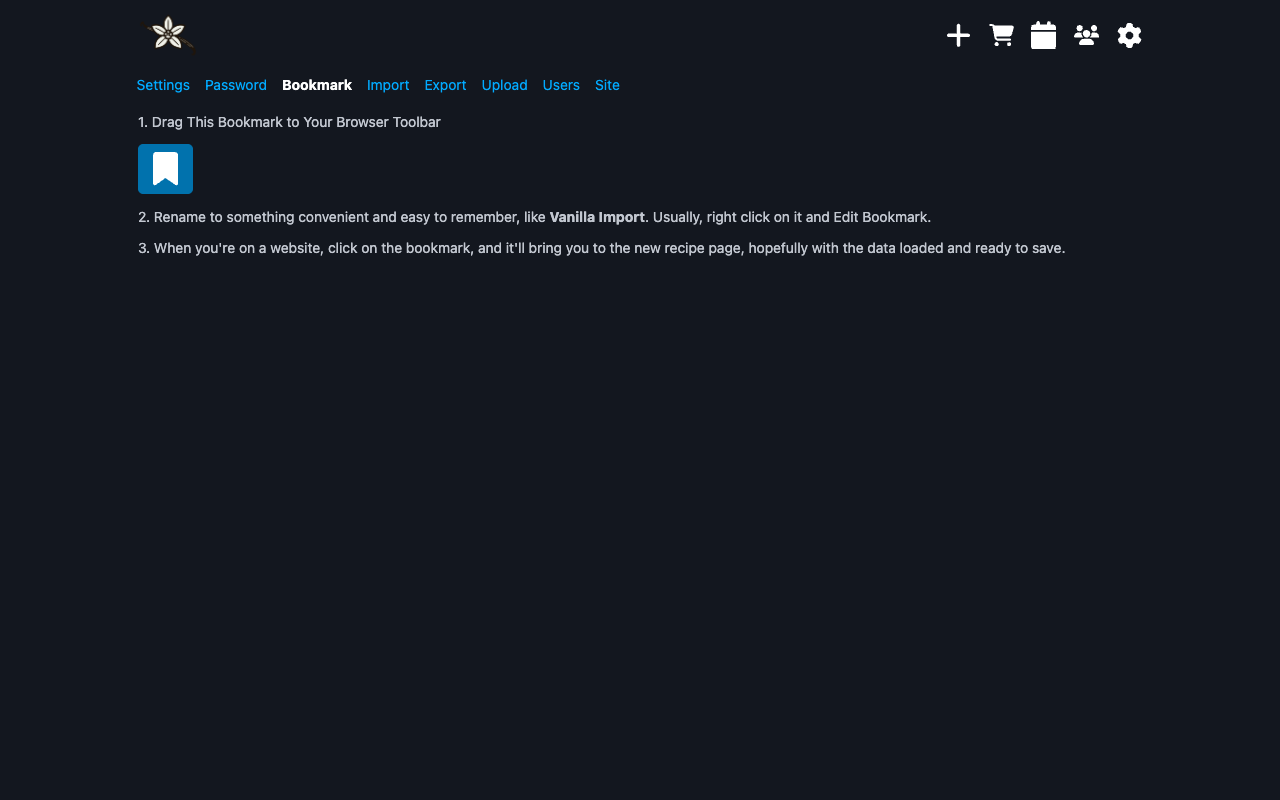 Settings Password Bookmark Import Export Upload Users Site
1. Drag This Bookmark to Your Browser Toolbar
2. Rename to something convenient and easy to remember, like Vanilla Import. Usually, right click on it and Edit Bookmark.
3. When you're on a website, click on the bookmark, and it'll bring you to the new recipe page, hopefully with the data loaded and ready to save.